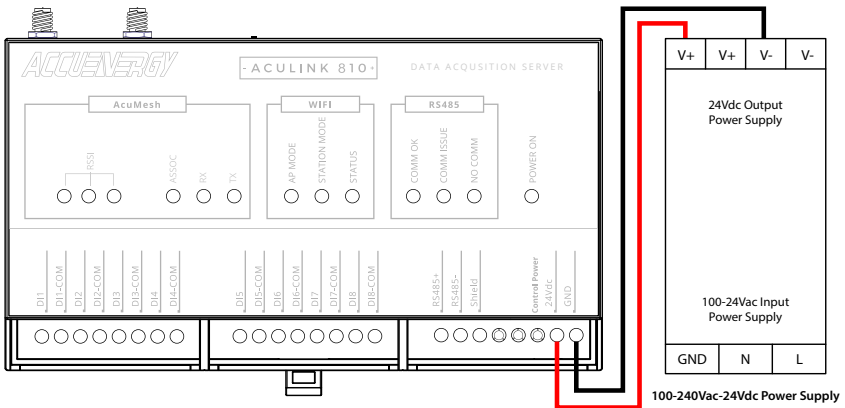 ACCUENERGY
- ACULINK 810 -
DATA ACQUSITION SERVER
AcuMesh
WIFI
RS485
RSSI
ASSOC
RX
TX
AP MODE
STATION MODE
STATUS
COMM OK
COMM ISSUE
NO COMM
POWER ON
DI1
DI1-COM
DI2
DI2-COM
DI3
DI3-COM
DI4
DI4-COM
DI5
DI5-COM
DI6
DI6-COM
DI7
DI7-COM
DI8
DI8-COM
RS485+
RS485-
Shield
Control Power
24Vdc
GND
V+ V+ V- V-
24Vdc Output
Power Supply
100-24Vac Input
Power Supply
GND N L
100-240Vac-24Vdc Power Supply